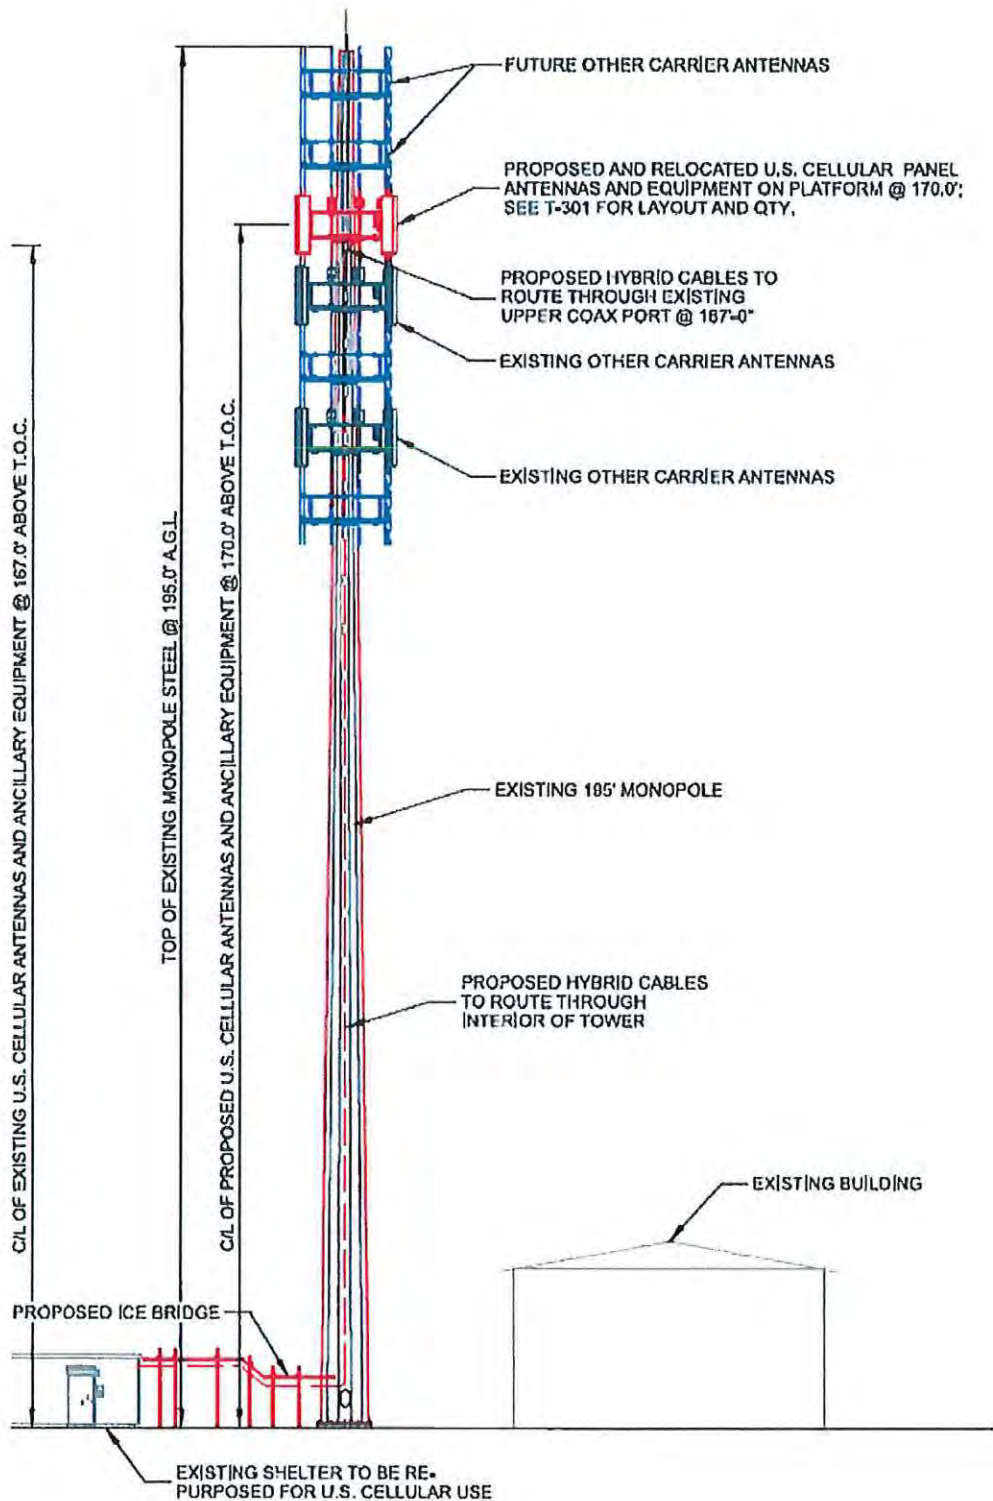 FUTURE OTHER CARRIER ANTENNAS
PROPOSED AND RELOCATED U.S. CELLULAR PANEL
ANTENNAS AND EQUIPMENT ON PLATFORM @ 170.0';
SEE T-301 FOR LAYOUT AND QTY.
PROPOSED HYBRID CABLES TO
ROUTE THROUGH EXISTING
UPPER COAX PORT @ 167'-0"
EXISTING OTHER CARRIER ANTENNAS
EXISTING OTHER CARRIER ANTENNAS
C/L OF EXISTING U.S. CELLULAR ANTENNAS AND ANCILLARY EQUIPMENT @ 167.0' ABOVE T.O.C.
TOP OF EXISTING MONOPOLE STEEL @ 195.0' A.G.L.
C/L OF PROPOSED U.S. CELLULAR ANTENNAS AND ANCILLARY EQUIPMENT @ 170.0' ABOVE T.O.C.
EXISTING 195' MONOPOLE
PROPOSED HYBRID CABLES
TO ROUTE THROUGH
INTERIOR OF TOWER
EXISTING BUILDING
PROPOSED ICE BRIDGE
EXISTING SHELTER TO BE RE-
PURPOSED FOR U.S. CELLULAR USE